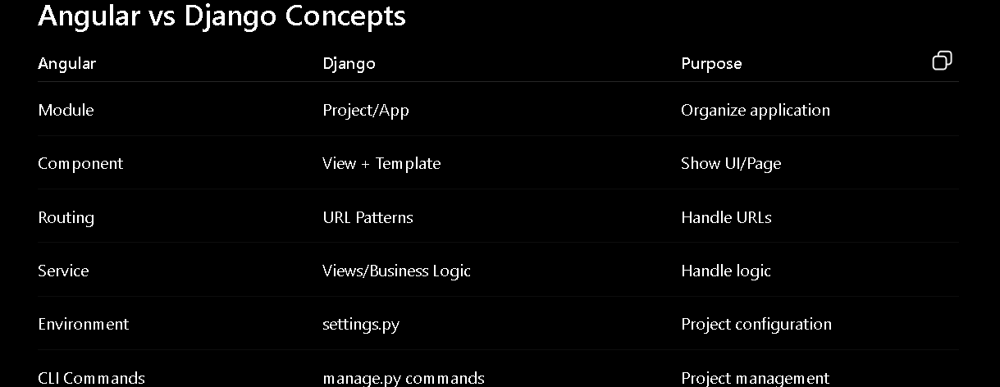 Angular vs Django Concepts
Angular Django Purpose
Module Project/App Organize application
Component View + Template Show UI/Page
Routing URL Patterns Handle URLs
Service Views/Business Logic Handle logic
Environment settings.py Project configuration
CLI Commands manage.py commands Project management